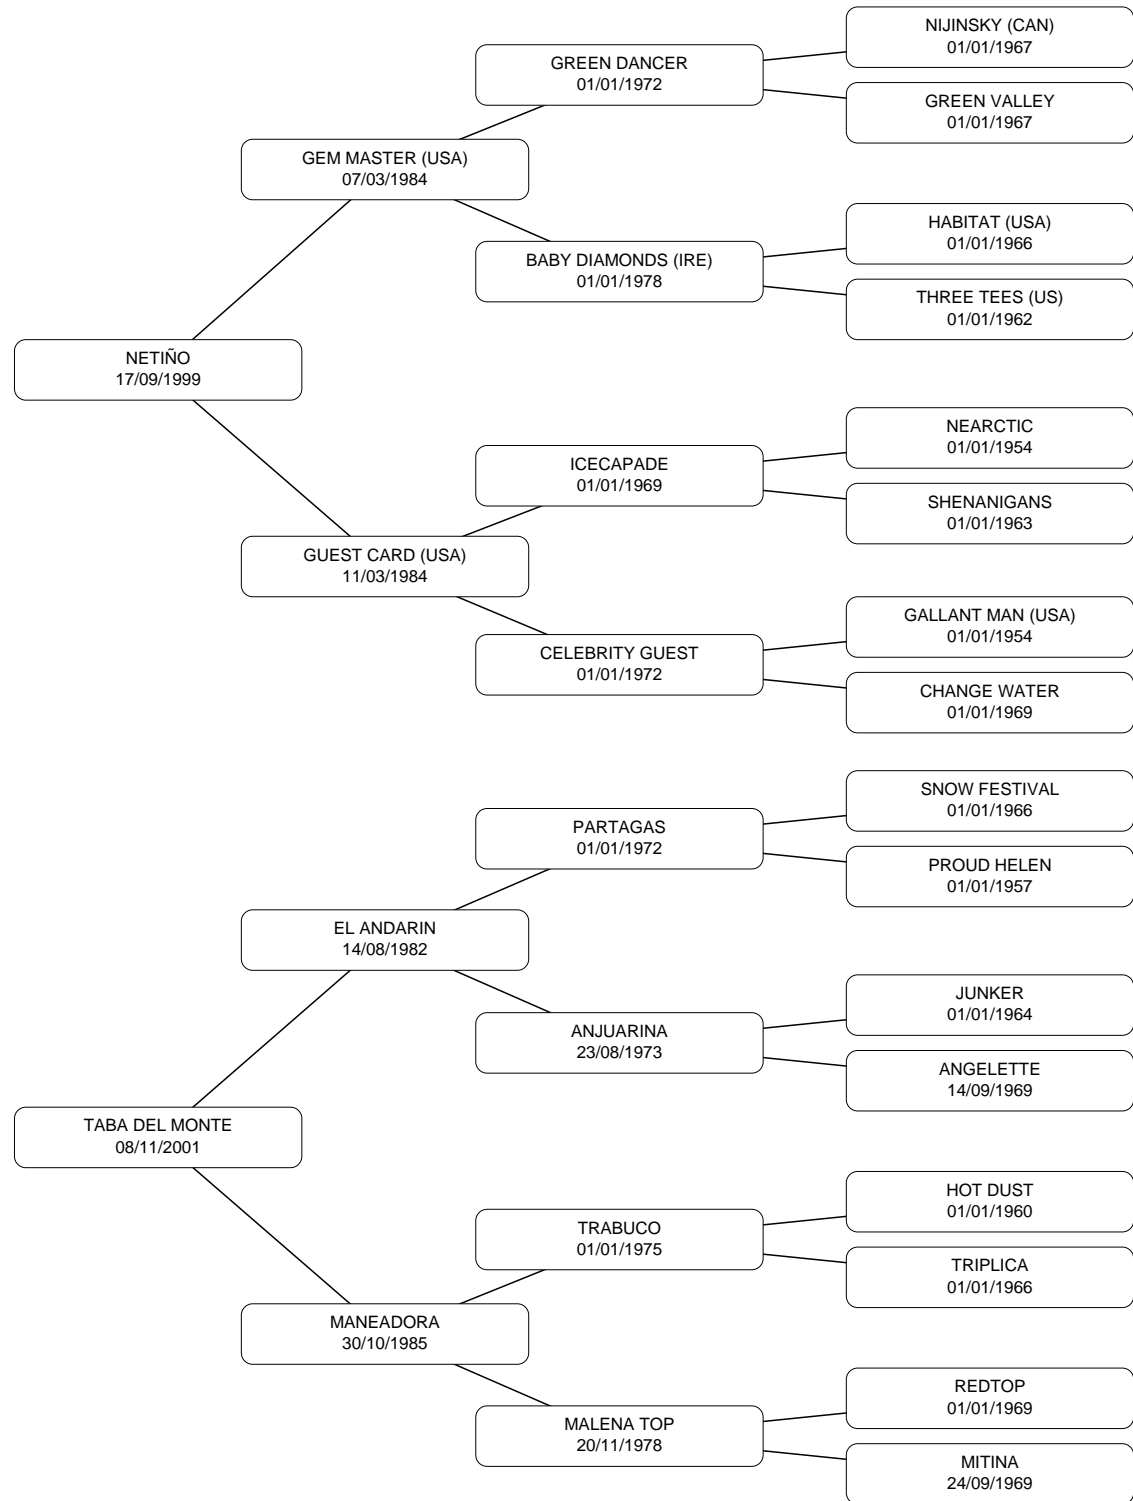 NIJINSKY (CAN)
01/01/1967
GREEN DANCER
01/01/1972
GREEN VALLEY
01/01/1967
GEM MASTER (USA)
07/03/1984
HABITAT (USA)
01/01/1966
BABY DIAMONDS (IRE)
01/01/1978
THREE TEES (US)
01/01/1962
NETIÑO
17/09/1999
NEARCTIC
01/01/1954
ICECAPADE
01/01/1969
SHENANIGANS
01/01/1963
GUEST CARD (USA)
11/03/1984
GALLANT MAN (USA)
01/01/1954
CELEBRITY GUEST
01/01/1972
CHANGE WATER
01/01/1969
SNOW FESTIVAL
01/01/1966
PARTAGAS
01/01/1972
PROUD HELEN
01/01/1957
EL ANDARIN
14/08/1982
JUNKER
01/01/1964
ANJUARINA
23/08/1973
ANGELETTE
14/09/1969
TABA DEL MONTE
08/11/2001
HOT DUST
01/01/1960
TRABUCO
01/01/1975
TRIPLICA
01/01/1966
MANEADORA
30/10/1985
REDTOP
01/01/1969
MALENA TOP
20/11/1978
MITINA
24/09/1969